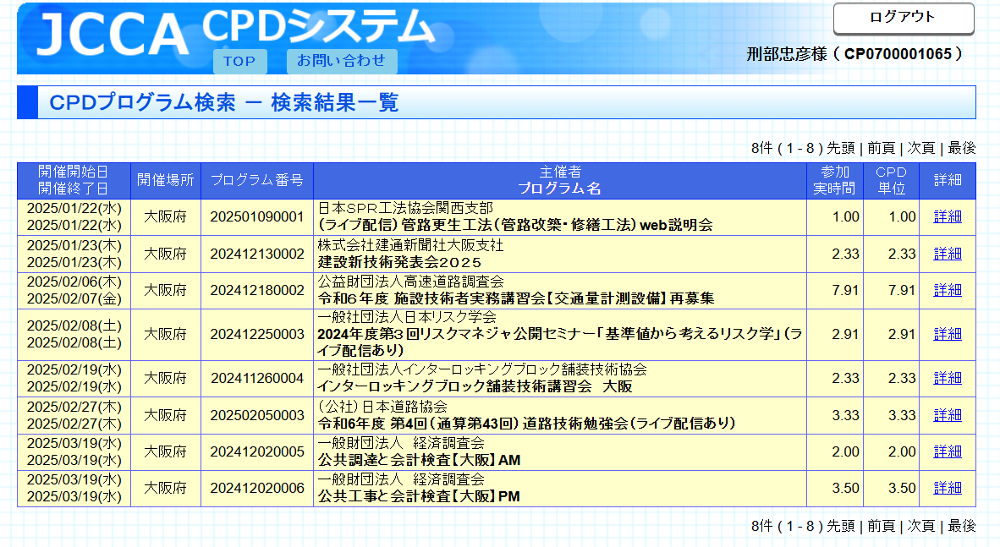 JCCA CPDシステム
TOP お問い合わせ
ログアウト
刑部忠彦様（CP0700001065）
CPDプログラム検索 － 検索結果一覧
8件 ( 1 - 8 ) 先頭 | 前頁 | 次頁 | 最後
開催開始日
開催終了日
開催場所
プログラム番号
主催者
プログラム名
参加
実時間
CPD
単位
詳細
2025/01/22(水)
2025/01/22(水)
大阪府
202501090001
日本SPR工法協会関西支部
（ライブ配信）管路更生工法（管路改築・修繕工法）web説明会
1.00
1.00
詳細
2025/01/23(木)
2025/01/23(木)
大阪府
202412130002
株式会社建通新聞社大阪支社
建設新技術発表会２０２５
2.33
2.33
詳細
2025/02/06(木)
2025/02/07(金)
大阪府
202412180002
公益財団法人高速道路調査会
令和６年度 施設技術者実務講習会【交通量計測設備】再募集
7.91
7.91
詳細
2025/02/08(土)
2025/02/08(土)
大阪府
202412250003
一般社団法人日本リスク学会
2024年度第３回リスクマネジャ公開セミナー「基準値から考えるリスク学」（ラ
イブ配信あり）
2.91
2.91
詳細
2025/02/19(水)
2025/02/19(水)
大阪府
202411260004
一般社団法人インターロッキングブロック舗装技術協会
インターロッキングブロック舗装技術講習会　大阪
2.33
2.33
詳細
2025/02/27(木)
2025/02/27(木)
大阪府
202502050003
（公社）日本道路協会
令和6年度 第4回（通算第43回）道路技術勉強会（ライブ配信あり）
3.33
3.33
詳細
2025/03/19(水)
2025/03/19(水)
大阪府
202412020005
一般財団法人　経済調査会
公共調達と会計検査【大阪】AM
2.00
2.00
詳細
2025/03/19(水)
2025/03/19(水)
大阪府
202412020006
一般財団法人　経済調査会
公共工事と会計検査【大阪】PM
3.50
3.50
詳細
8件 ( 1 - 8 ) 先頭 | 前頁 | 次頁 | 最後